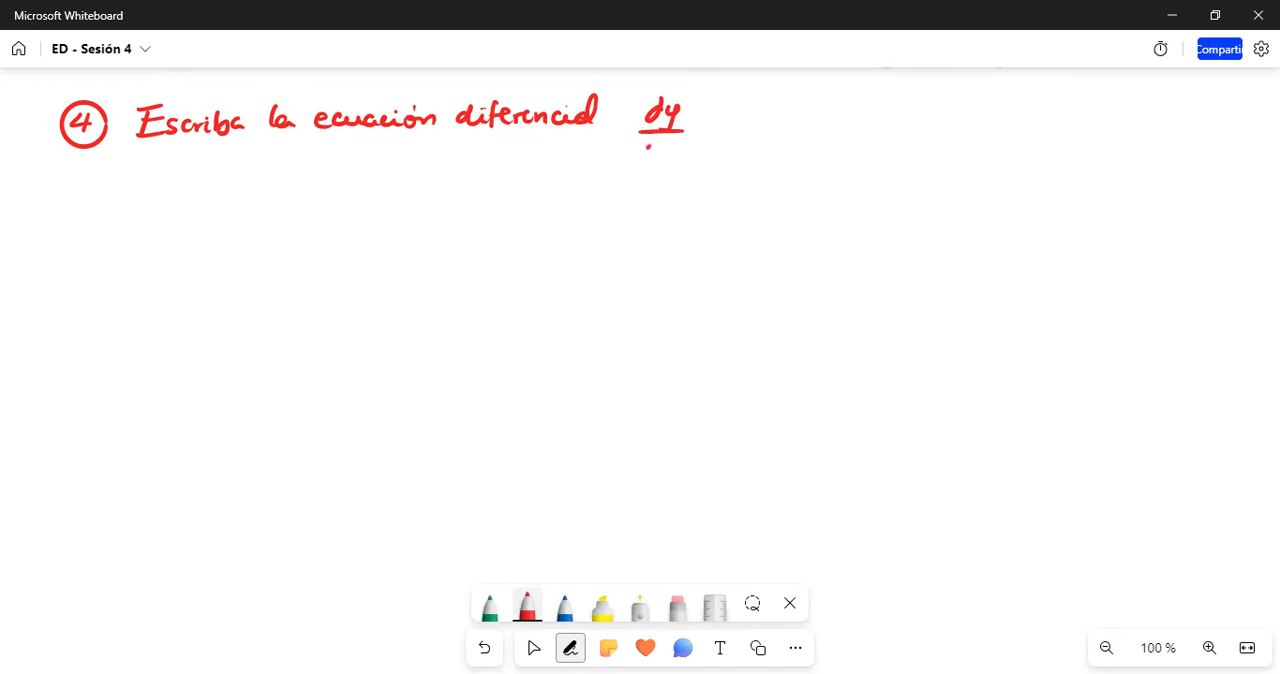 Microsoft Whiteboard
ED - Sesión 4
Compartir
4 Escriba la ecuación diferencial dy
100 %